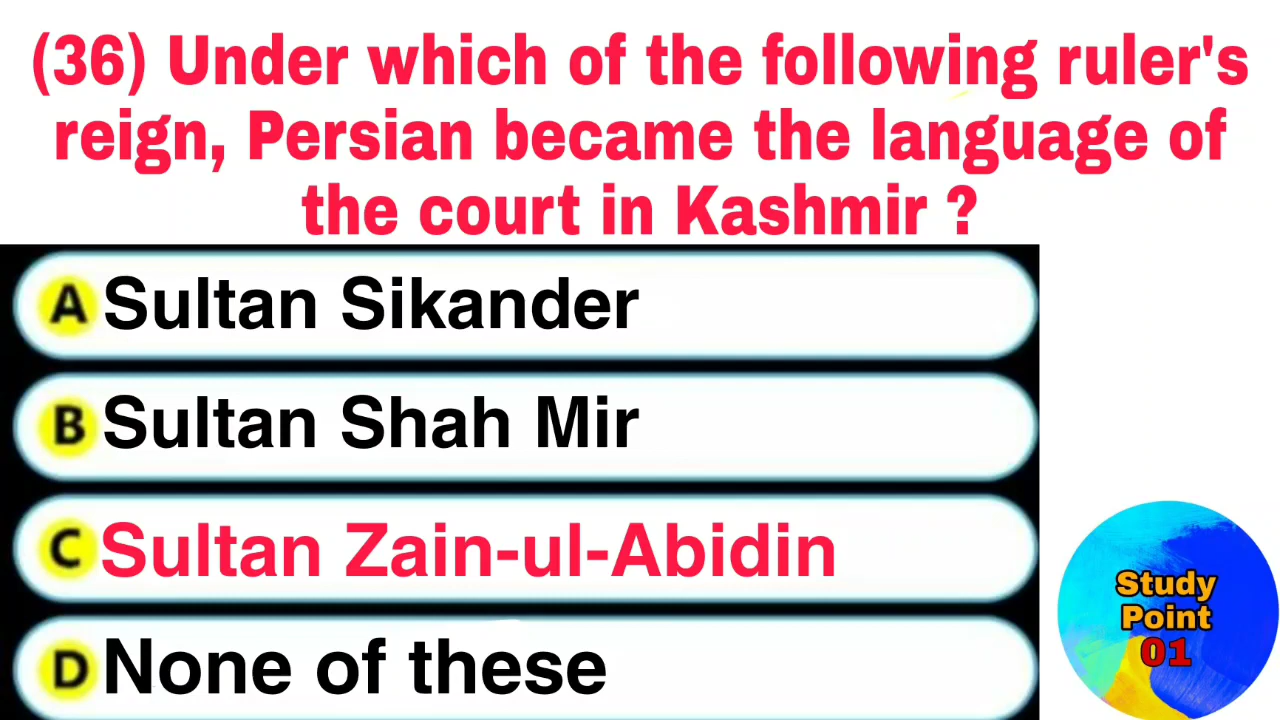 (36) Under which of the following ruler's
reign, Persian became the language of
the court in Kashmir ?
A Sultan Sikander
B Sultan Shah Mir
C Sultan Zain-ul-Abidin
D None of these
Study
Point
01